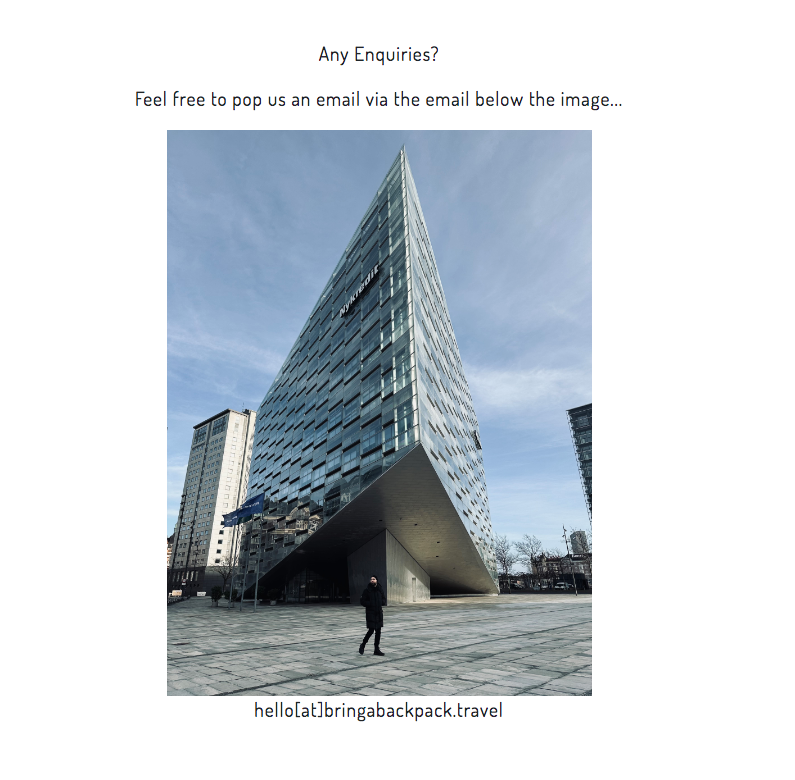 Any Enquiries?
Feel free to pop us an email via the email below the image...
Nykredit
hello[at]bringabackpack.travel